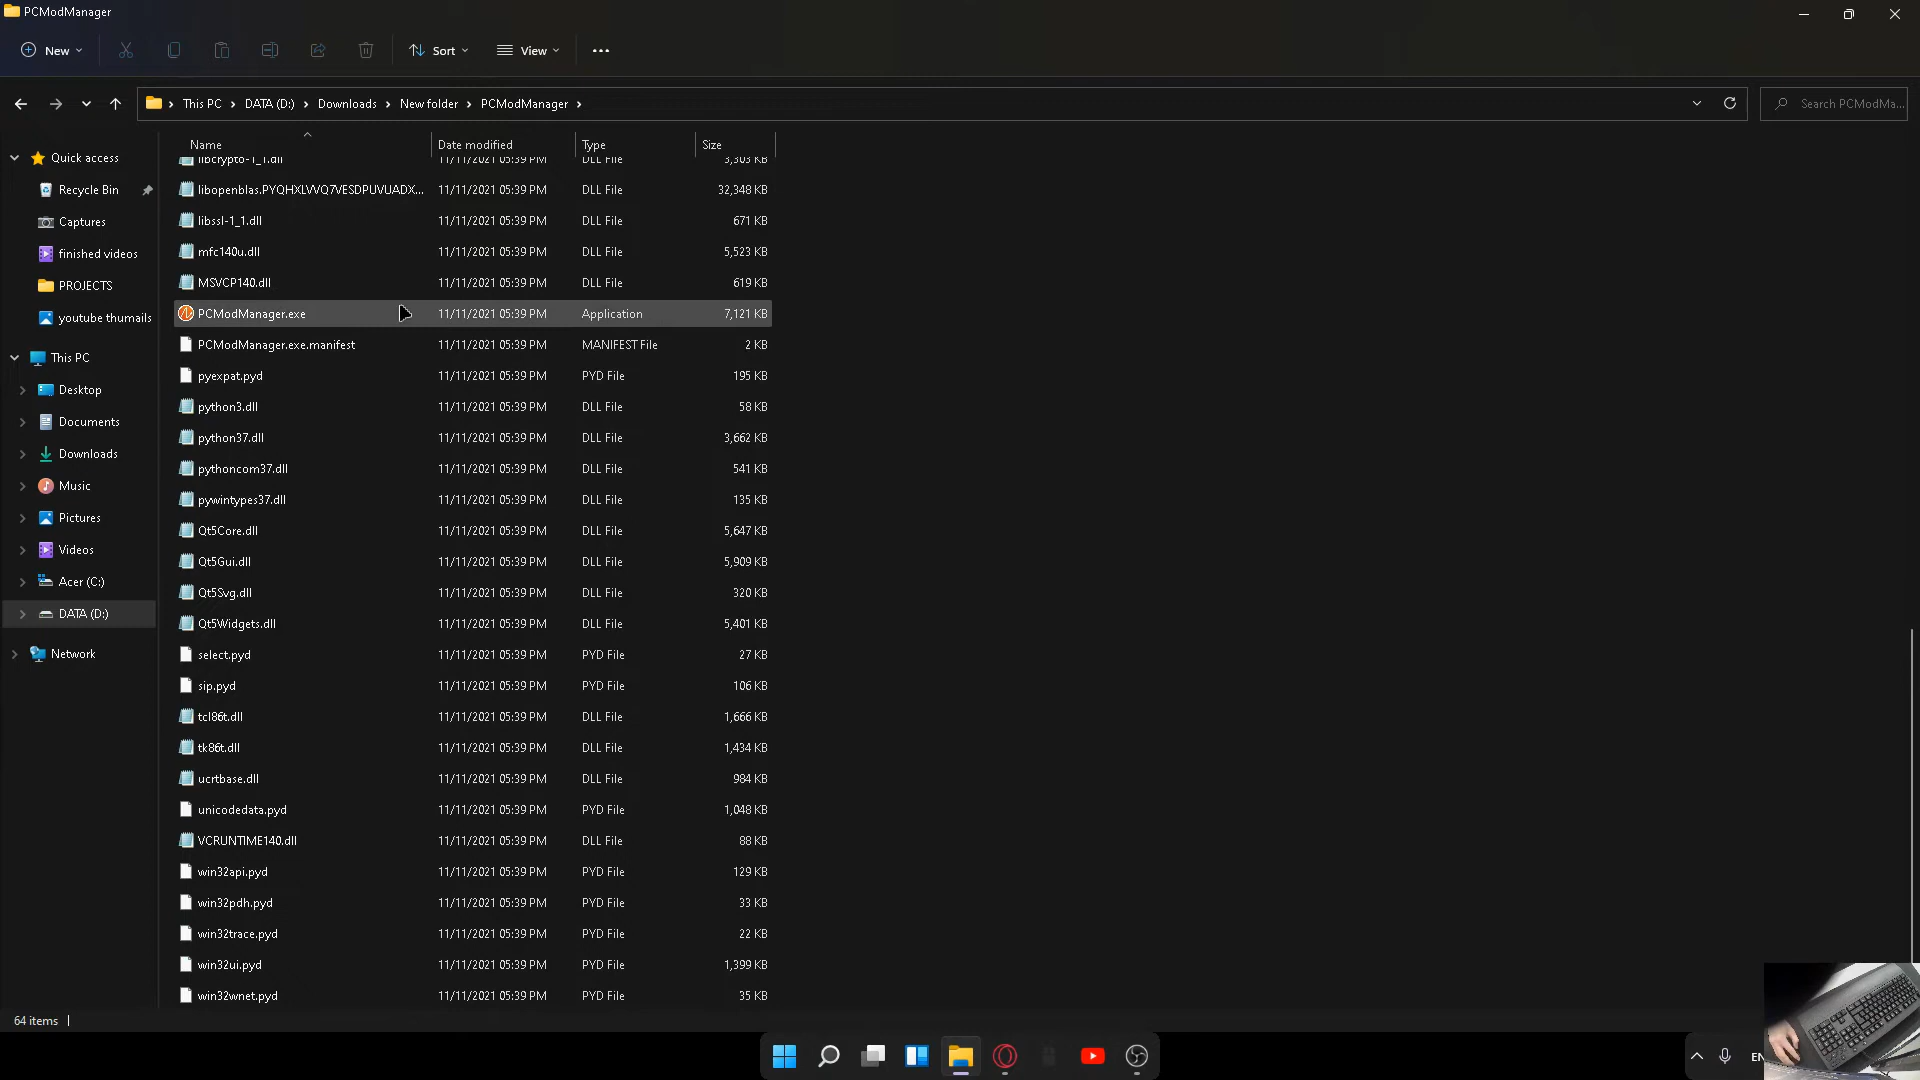 PCModManager
New
Sort
View
This PC
DATA (D:)
Downloads
New folder
PCModManager
Search PCModMa...
Name
Date modified
Type
Size
Quick access
Recycle Bin
Captures
finished videos
PROJECTS
youtube thumails
This PC
Desktop
Documents
Downloads
Music
Pictures
Videos
Acer (C:)
DATA (D:)
Network
libcrypto-1_1.dll 11/11/2021 05:39 PM DLL File 3,303 KB
libopenblas.PYQHXLVVQ7VESDPUVUADX... 11/11/2021 05:39 PM DLL File 32,348 KB
libssl-1_1.dll 11/11/2021 05:39 PM DLL File 671 KB
mfc140u.dll 11/11/2021 05:39 PM DLL File 5,523 KB
MSVCP140.dll 11/11/2021 05:39 PM DLL File 619 KB
PCModManager.exe 11/11/2021 05:39 PM Application 7,121 KB
PCModManager.exe.manifest 11/11/2021 05:39 PM MANIFEST File 2 KB
pyexpat.pyd 11/11/2021 05:39 PM PYD File 195 KB
python3.dll 11/11/2021 05:39 PM DLL File 58 KB
python37.dll 11/11/2021 05:39 PM DLL File 3,662 KB
pythoncom37.dll 11/11/2021 05:39 PM DLL File 541 KB
pywintypes37.dll 11/11/2021 05:39 PM DLL File 135 KB
Qt5Core.dll 11/11/2021 05:39 PM DLL File 5,647 KB
Qt5Gui.dll 11/11/2021 05:39 PM DLL File 5,909 KB
Qt5Svg.dll 11/11/2021 05:39 PM DLL File 320 KB
Qt5Widgets.dll 11/11/2021 05:39 PM DLL File 5,401 KB
select.pyd 11/11/2021 05:39 PM PYD File 27 KB
sip.pyd 11/11/2021 05:39 PM PYD File 106 KB
tcl86t.dll 11/11/2021 05:39 PM DLL File 1,666 KB
tk86t.dll 11/11/2021 05:39 PM DLL File 1,434 KB
ucrtbase.dll 11/11/2021 05:39 PM DLL File 984 KB
unicodedata.pyd 11/11/2021 05:39 PM PYD File 1,048 KB
VCRUNTIME140.dll 11/11/2021 05:39 PM DLL File 88 KB
win32api.pyd 11/11/2021 05:39 PM PYD File 129 KB
win32pdh.pyd 11/11/2021 05:39 PM PYD File 33 KB
win32trace.pyd 11/11/2021 05:39 PM PYD File 22 KB
win32ui.pyd 11/11/2021 05:39 PM PYD File 1,399 KB
win32wnet.pyd 11/11/2021 05:39 PM PYD File 35 KB
64 items